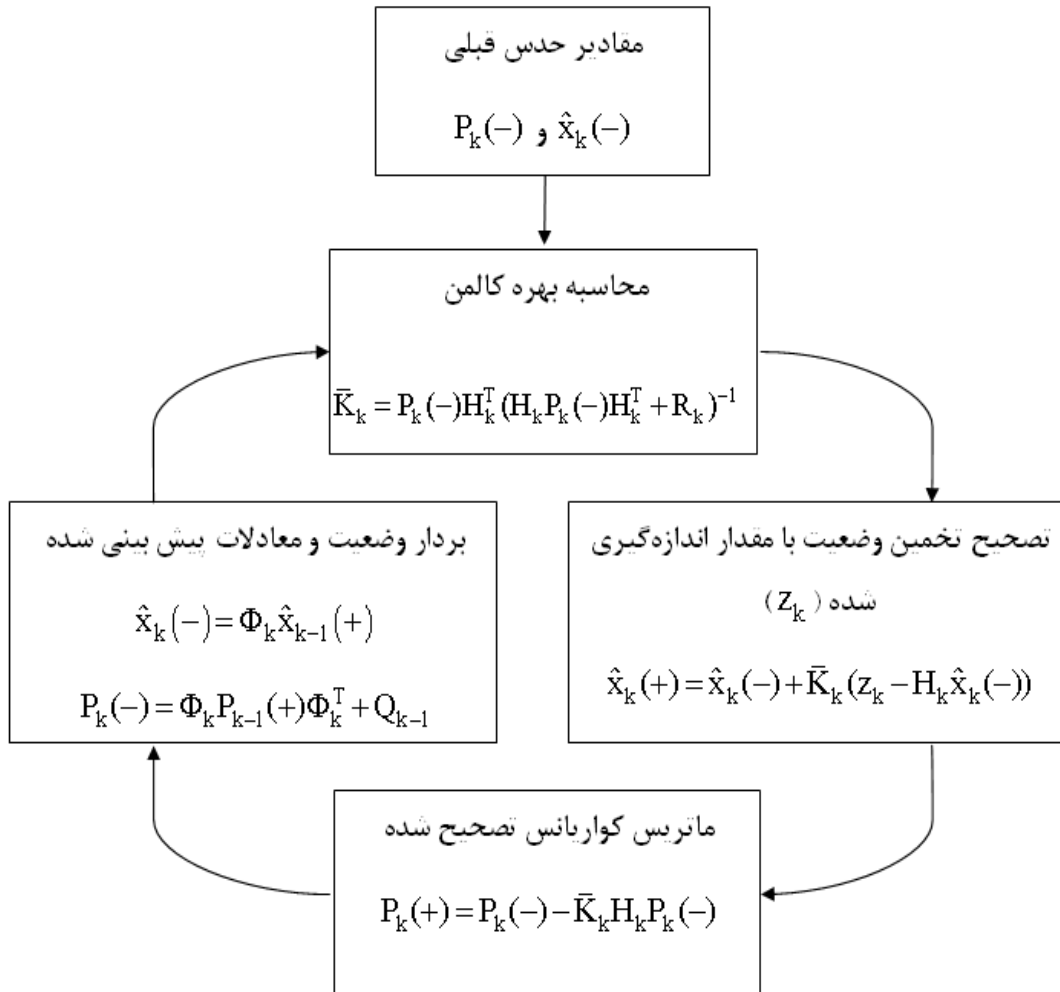 مقادیر حدس قبلی
P_k(−) و x̂_k(−)
محاسبه بهره کالمن
K̄_k = P_k(−)H_k^T(H_kP_k(−)H_k^T + R_k)^−1
تصحیح تخمین وضعیت با مقدار اندازه‌گیری
شده (z_k)
x̂_k(+) = x̂_k(−) + K̄_k(z_k − H_kx̂_k(−))
ماتریس کواریانس تصحیح شده
P_k(+) = P_k(−) − K̄_kH_kP_k(−)
بردار وضعیت و معادلات پیش بینی شده
x̂_k(−) = Φ_kx̂_k−1(+)
P_k(−) = Φ_kP_k−1(+)Φ_k^T + Q_k−1